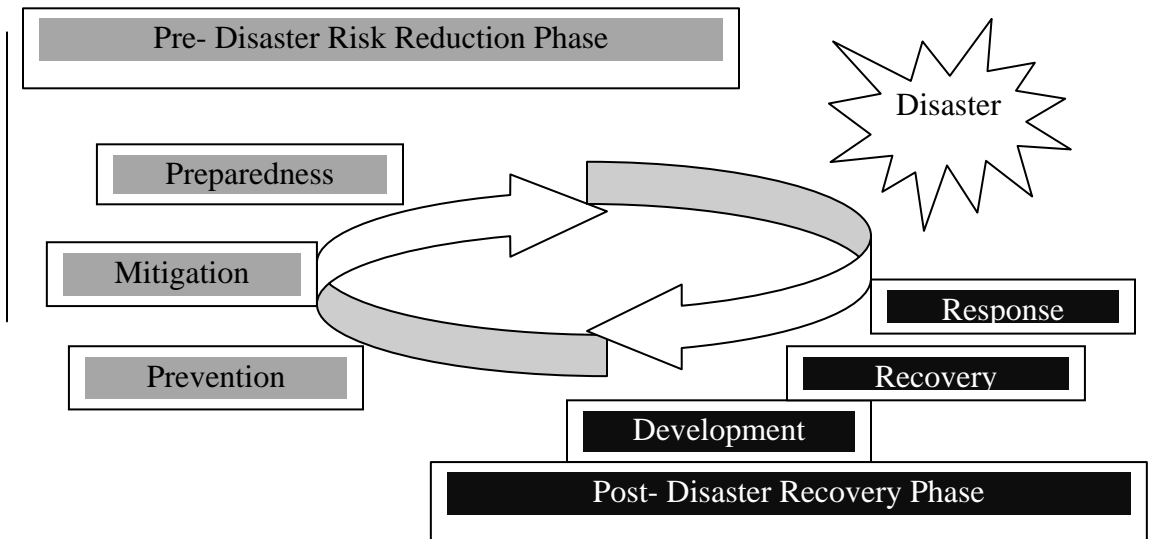 Pre- Disaster Risk Reduction Phase
Disaster
Preparedness
Mitigation
Response
Prevention
Recovery
Development
Post- Disaster Recovery Phase